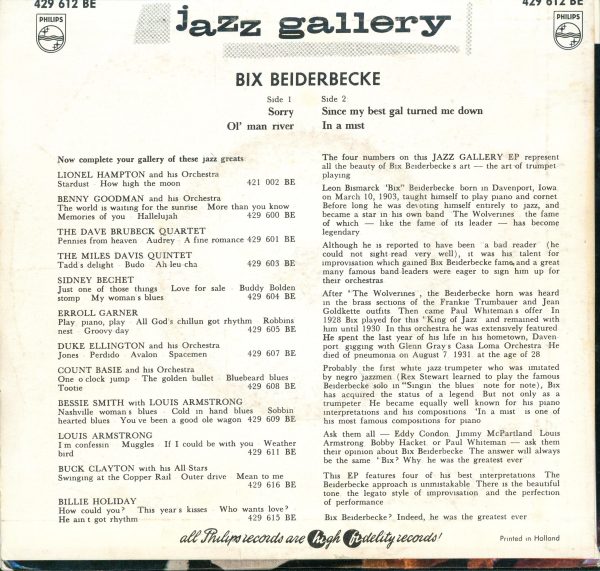 429 612 BE
429 612 BE
PHILIPS
PHILIPS
jazz gallery
BIX BEIDERBECKE
Side 1
Sorry
Ol' man river
Side 2
Since my best gal turned me down
In a mist
Now complete your gallery of these jazz greats
LIONEL HAMPTON and his Orchestra
Stardust How high the moon 421 002 BE
BENNY GOODMAN and his Orchestra
The world is waiting for the sunrise More than you know
Memories of you Hallelujah 429 600 BE
THE DAVE BRUBECK QUARTET
Pennies from heaven Audrey A fine romance 429 601 BE
THE MILES DAVIS QUINTET
Tadd's delight Budo Ah leu cha 429 603 BE
SIDNEY BECHET
Just one of those things Love for sale Buddy Bolden
stomp My woman's blues 429 604 BE
ERROLL GARNER
Play piano, play All God's chillun got rhythm Robbins
nest Groovy day 429 605 BE
DUKE ELLINGTON and his Orchestra
Jones Perdido Avalon Spacemen 429 607 BE
COUNT BASIE and his Orchestra
One o clock jump The golden bullet Bluebeard blues
Tootie 429 608 BE
BESSIE SMITH with LOUIS ARMSTRONG
Nashville woman's blues Cold in hand blues Sobbin
hearted blues You've been a good ole wagon 429 609 BE
LOUIS ARMSTRONG
I'm confessin Muggles If I could be with you Weather
bird 429 611 BE
BUCK CLAYTON with his All Stars
Swinging at the Copper Rail Outer drive Mean to me
429 616 BE
BILLIE HOLIDAY
How could you? This year's kisses Who wants love?
He ain't got rhythm 429 615 BE
The four numbers on this JAZZ GALLERY EP represent
all the beauty of Bix Beiderbecke's art — the art of trumpet
playing
Leon Bismarck 'Bix" Beiderbecke born in Davenport, Iowa
on March 10, 1903, taught himself to play piano and cornet
Before long he was devoting himself entirely to jazz, and
became a star in his own band The Wolverines the fame
of which — like the fame of its leader — has become
legendary
Although he is reported to have been a bad reader (he
could not sight-read very well), it was his talent for
improvisation which gained Bix Beiderbecke fame and a great
many famous band-leaders were eager to sign him up for
their orchestras
After 'The Wolverines, the Beiderbecke horn was heard
in the brass sections of the Frankie Trumbauer and Jean
Goldkette outfits Then came Paul Whiteman's offer In
1928 Bix played for this "King of Jazz and remained with
him until 1930 In this orchestra he was extensively featured
He spent the last year of his life in his hometown, Daven-
port gigging with Glenn Gray's Casa Loma Orchestra He
died of pneumonia on August 7 1931 at the age of 28
Probably the first white jazz trumpeter who was imitated
by negro jazzmen (Rex Stewart learned to play the famous
Beiderbecke solo in "Singin the blues note for note), Bix
has acquired the status of a legend But not only as a
trumpeter He became equally well known for his piano
interpretations and his compositions 'In a mist is one of
his most famous compositions for piano
Ask them all — Eddy Condon Jimmy McPartland Louis
Armstrong Bobby Hacket or Paul Whiteman — ask them
their opinion about Bix Beiderbecke The answer will always
be the same 'Bix? Why he was the greatest ever
This EP features four of his best interpretations The
Beiderbecke approach is unmistakable There is the beautiful
tone the legato style of improvisation and the perfection
of performance
Bix Beiderbecke? Indeed, he was the greatest ever
all Philips records are high fidelity records!
Printed in Holland